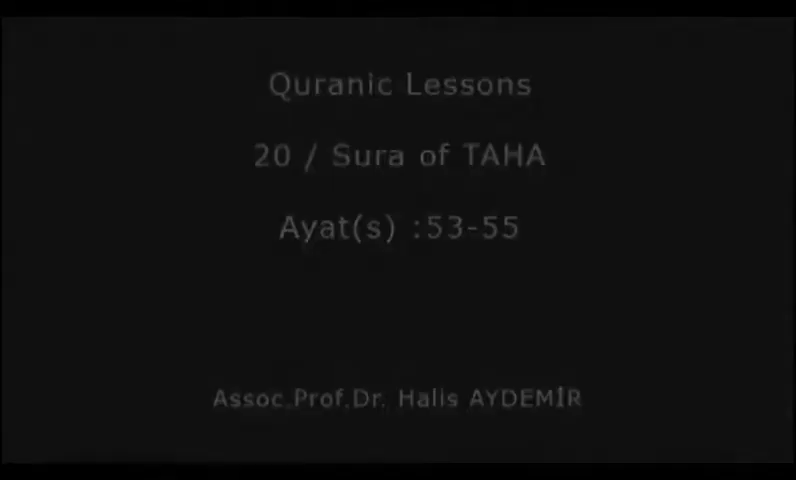 Quranic Lessons
20 / Sura of TAHA
Ayat(s) :53-55
Assoc.Prof.Dr. Halis AYDEMİR